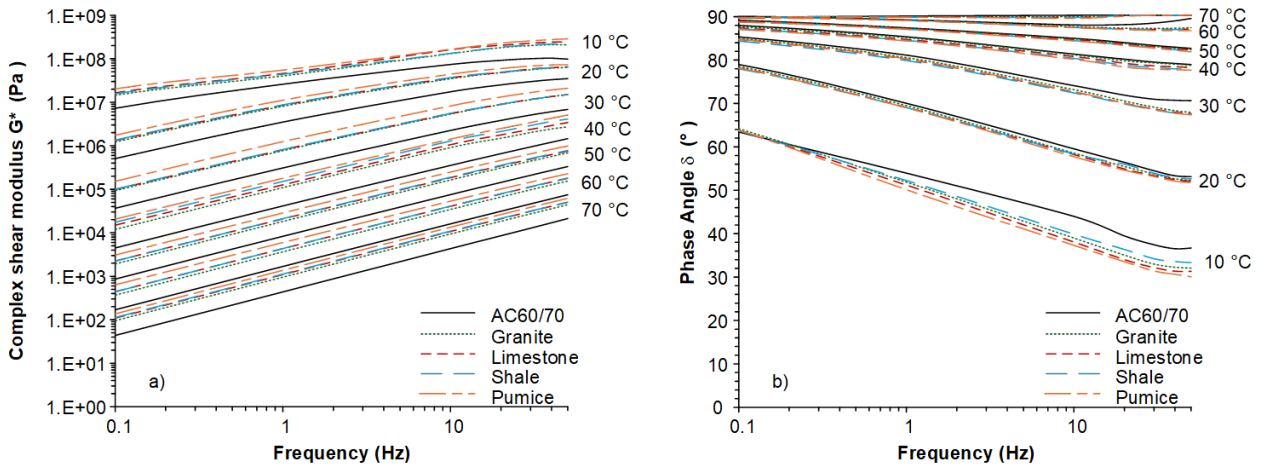 Complex shear modulus G* (Pa)
1.E+09
1.E+08
1.E+07
1.E+06
1.E+05
1.E+04
1.E+03
1.E+02
1.E+01
1.E+00
10 °C
20 °C
30 °C
40 °C
50 °C
60 °C
70 °C
AC60/70
Granite
Limestone
Shale
Pumice
a)
0.1
1
10
Frequency (Hz)
Phase Angle δ (°)
90
80
70
60
50
40
30
20
10
0
70 °C
60 °C
50 °C
40 °C
30 °C
20 °C
10 °C
AC60/70
Granite
Limestone
Shale
Pumice
b)
0.1
1
10
Frequency (Hz)